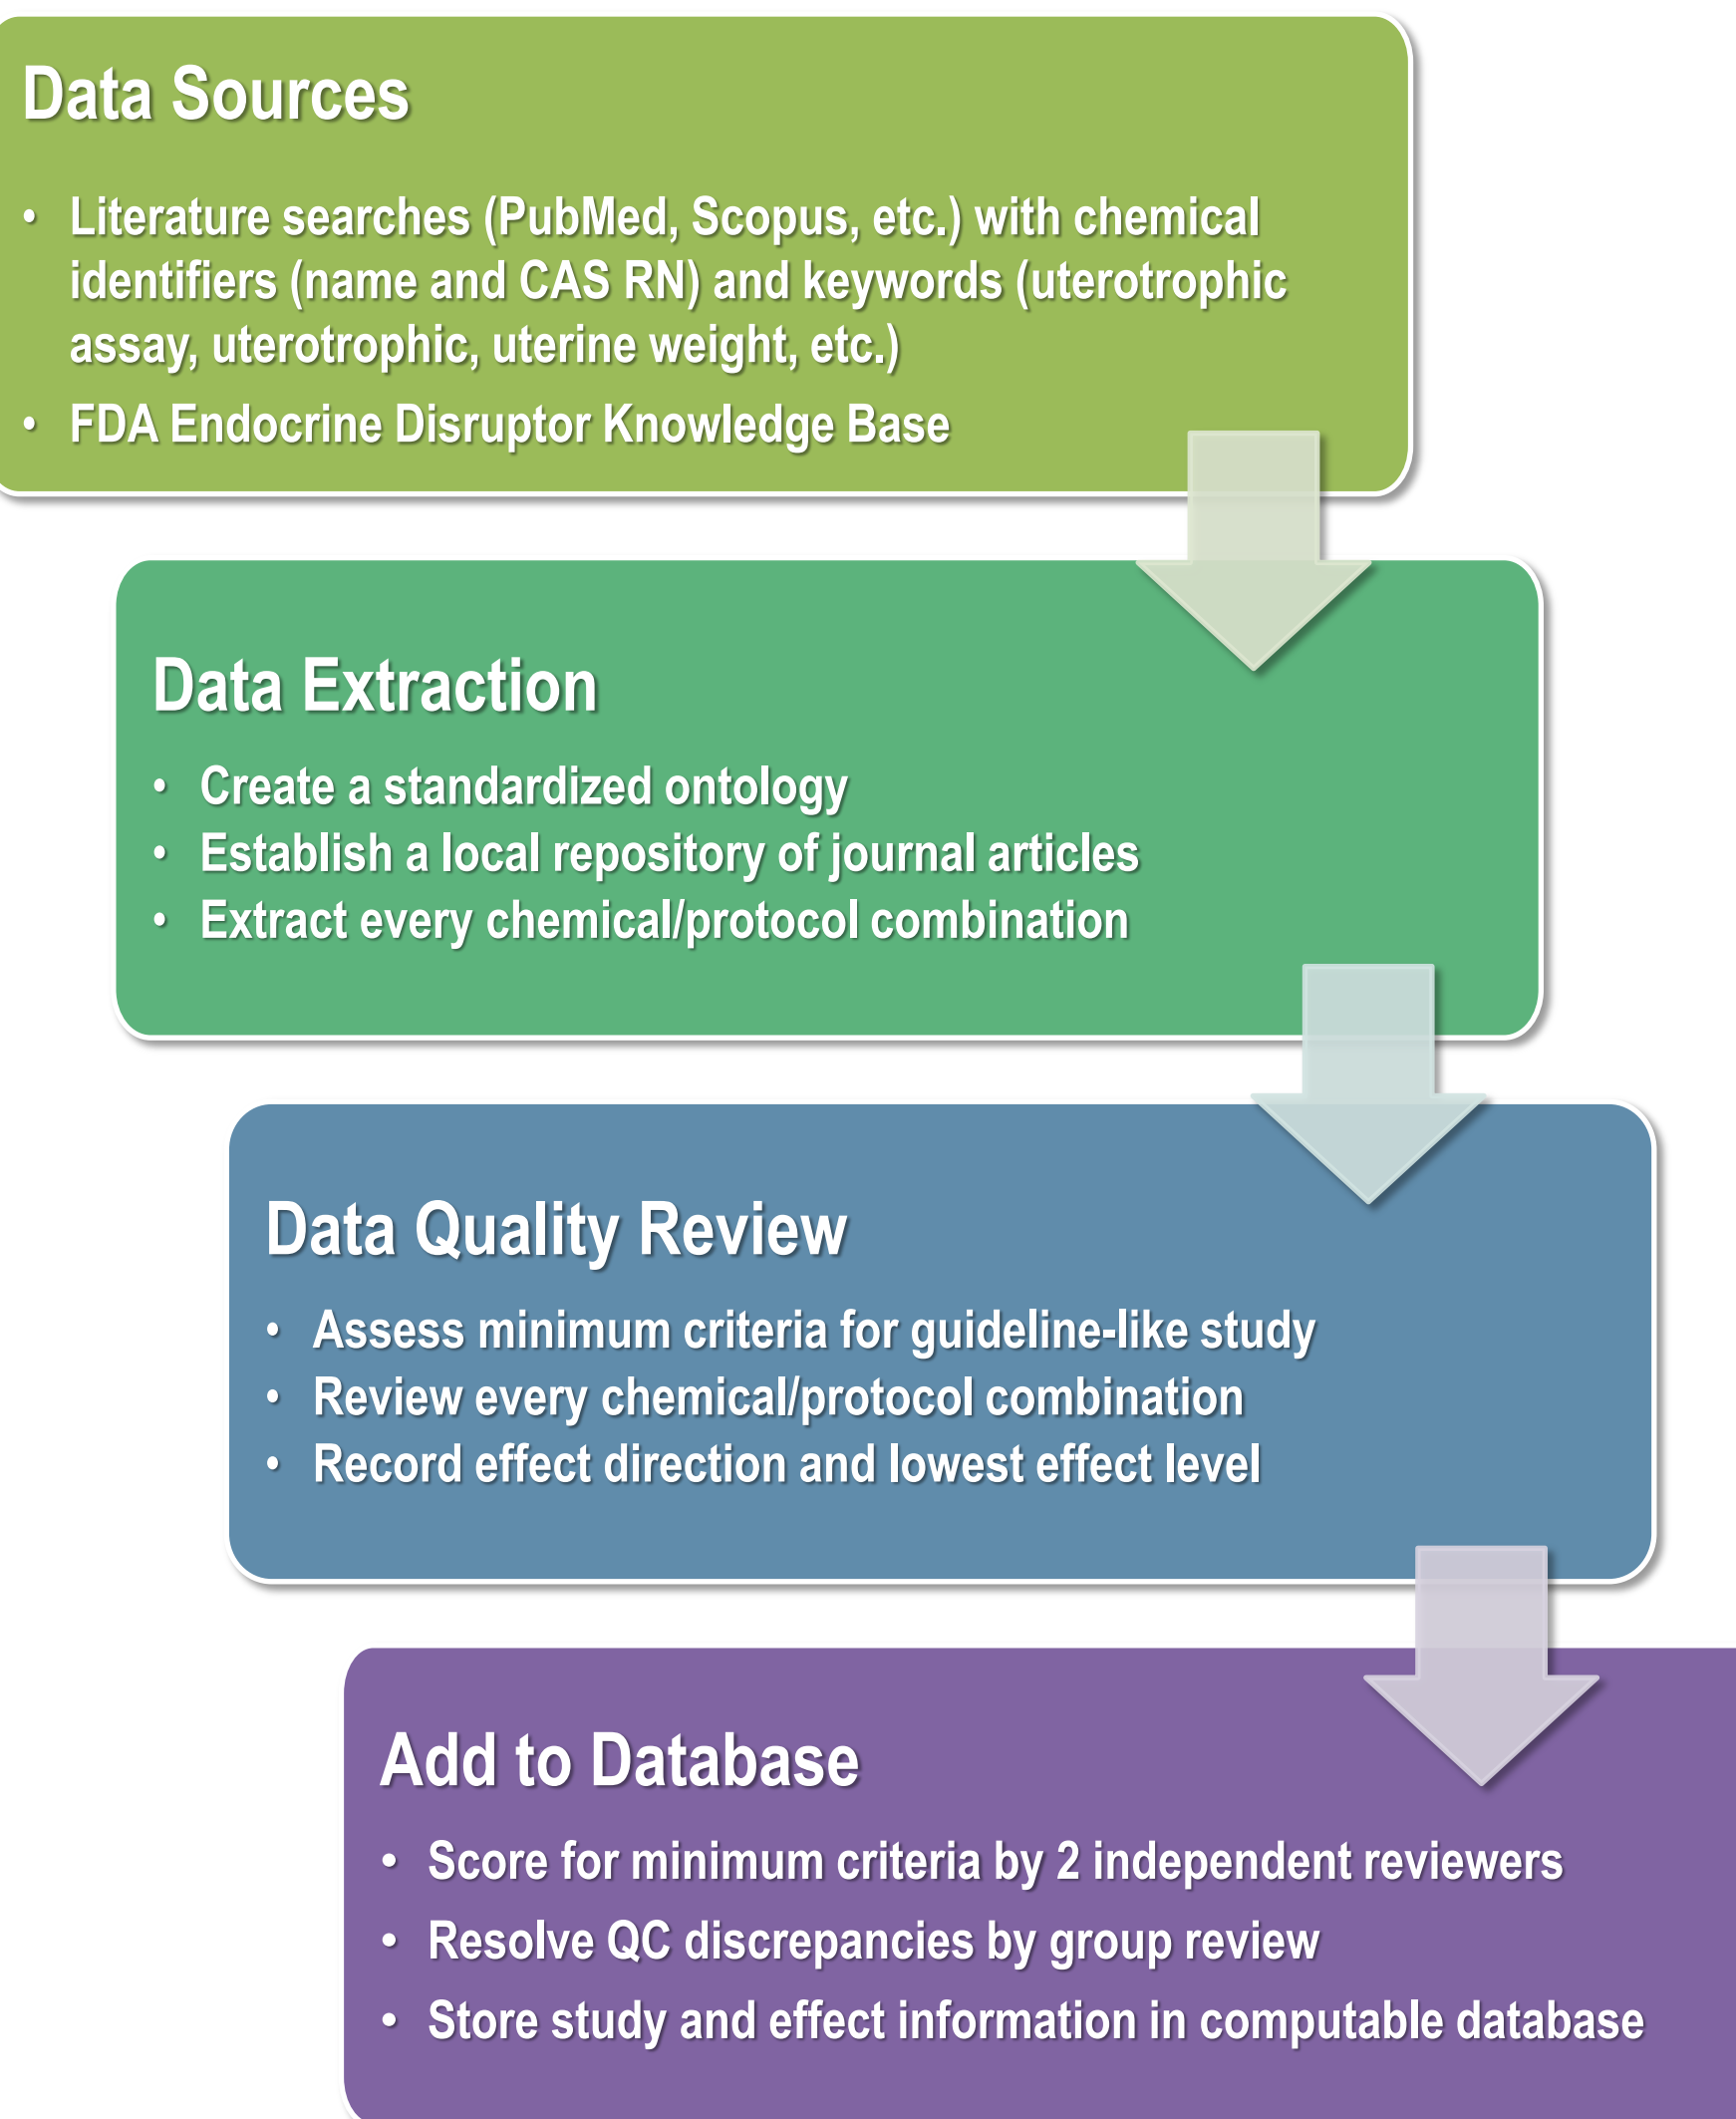 Data Sources
• Literature searches (PubMed, Scopus, etc.) with chemical
identifiers (name and CAS RN) and keywords (uterotrophic
assay, uterotrophic, uterine weight, etc.)
• FDA Endocrine Disruptor Knowledge Base
Data Extraction
• Create a standardized ontology
• Establish a local repository of journal articles
• Extract every chemical/protocol combination
Data Quality Review
• Assess minimum criteria for guideline-like study
• Review every chemical/protocol combination
• Record effect direction and lowest effect level
Add to Database
• Score for minimum criteria by 2 independent reviewers
• Resolve QC discrepancies by group review
• Store study and effect information in computable database